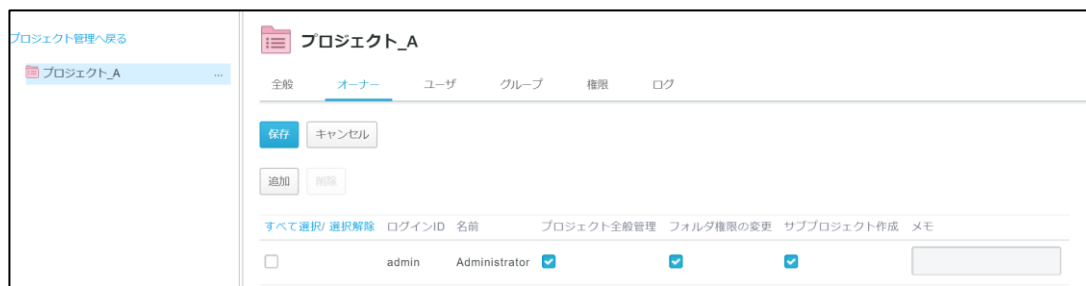 プロジェクト管理へ戻る
プロジェクト_A ...
プロジェクト_A
全般 オーナー ユーザ グループ 権限 ログ
保存 キャンセル
追加 削除
すべて選択/ 選択解除 ログインID 名前 プロジェクト全般管理 フォルダ権限の変更 サブプロジェクト作成 メモ
admin Administrator